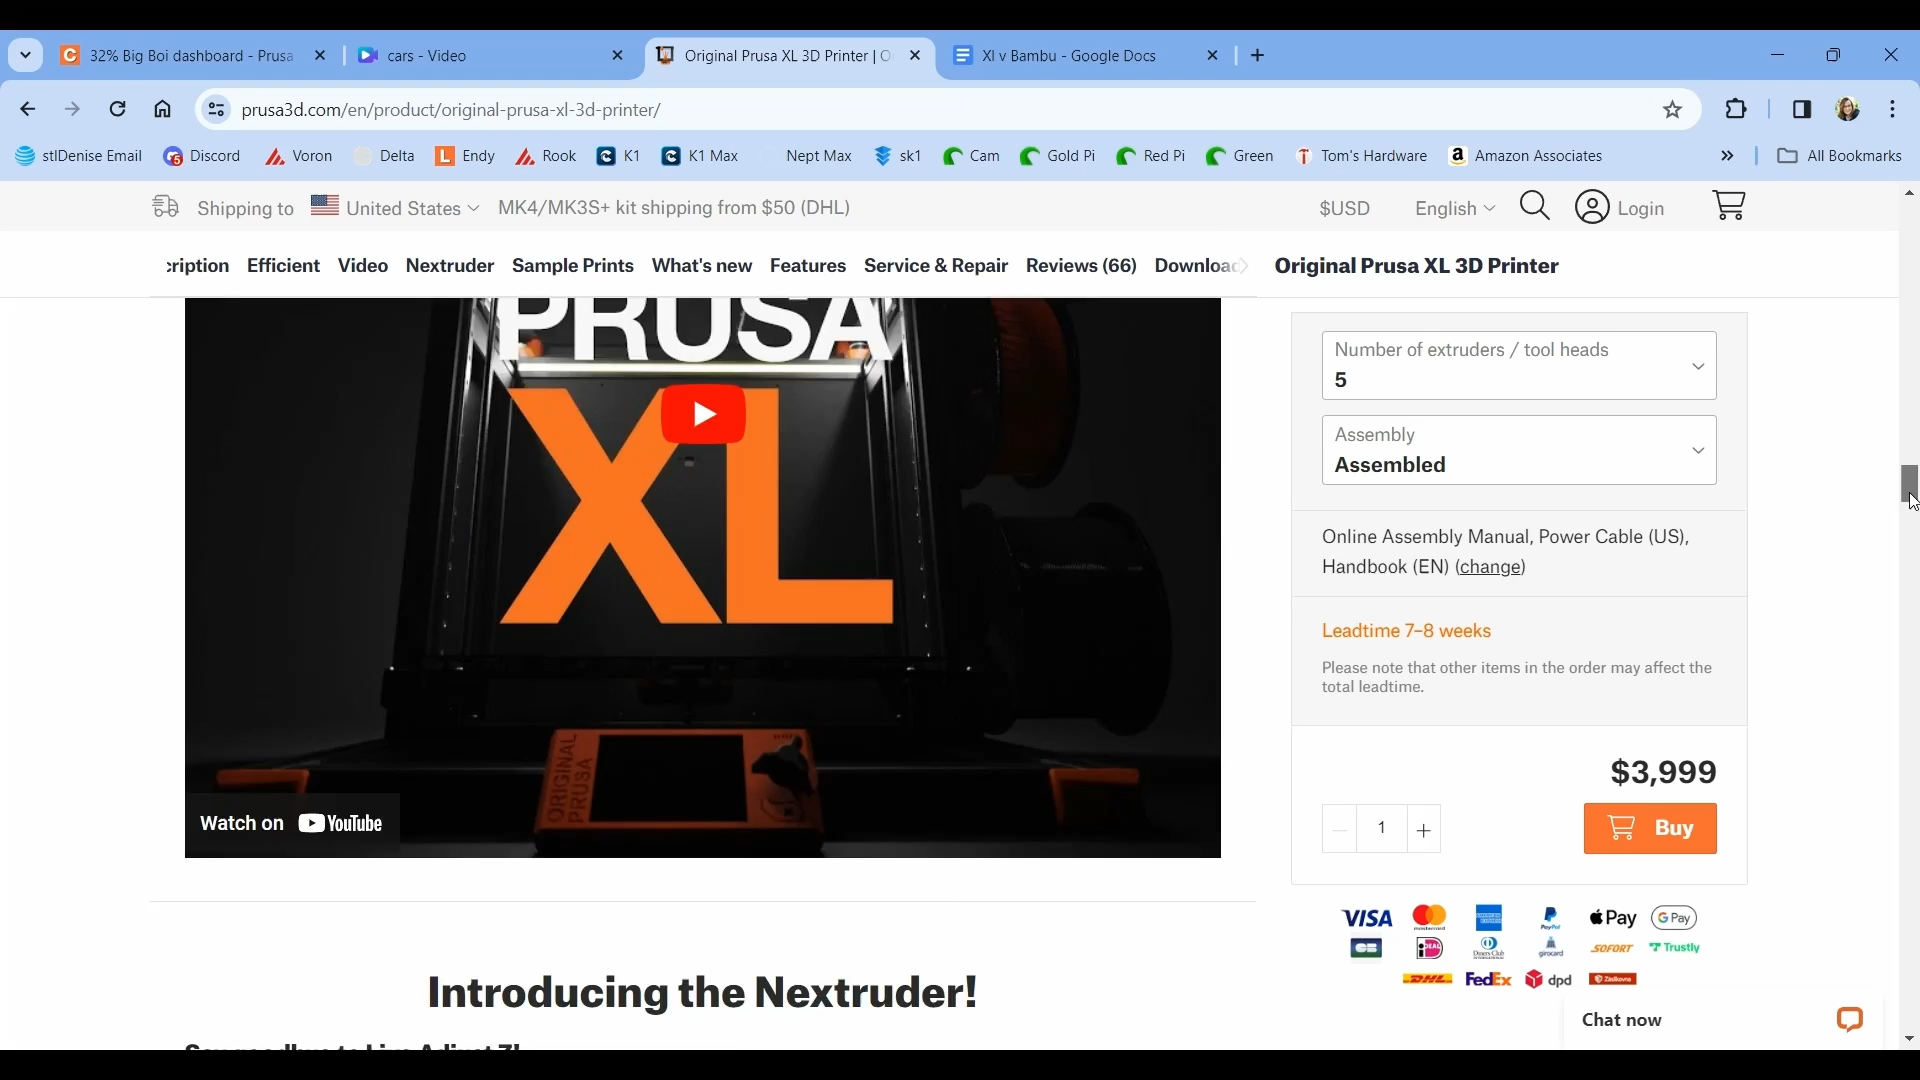 32% Big Boi dashboard - Prusa
cars - Video
Original Prusa XL 3D Printer | O
Xl v Bambu - Google Docs
prusa3d.com/en/product/original-prusa-xl-3d-printer/
stlDenise Email
Discord
Voron
Delta
Endy
Rook
K1
K1 Max
Nept Max
sk1
Cam
Gold Pi
Red Pi
Green
Tom's Hardware
Amazon Associates
All Bookmarks
Shipping to
United States
MK4/MK3S+ kit shipping from $50 (DHL)
$USD
English
Login
cription
Efficient
Video
Nextruder
Sample Prints
What's new
Features
Service & Repair
Reviews (66)
Download
Original Prusa XL 3D Printer
PRUSA
XL
ORIGINAL
PRUSA
Watch on YouTube
Number of extruders / tool heads
5
Assembly
Assembled
Online Assembly Manual, Power Cable (US),
Handbook (EN) (change)
Leadtime 7-8 weeks
Please note that other items in the order may affect the
total leadtime.
$3,999
1
Buy
VISA
mastercard
PayPal
Pay
G Pay
CB
iDEAL
Diners Club
girocard
SOFORT
Trustly
DHL
FedEx
dpd
Zásilkovna
Introducing the Nextruder!
Say goodbye to Live Adjust Z!
Chat now